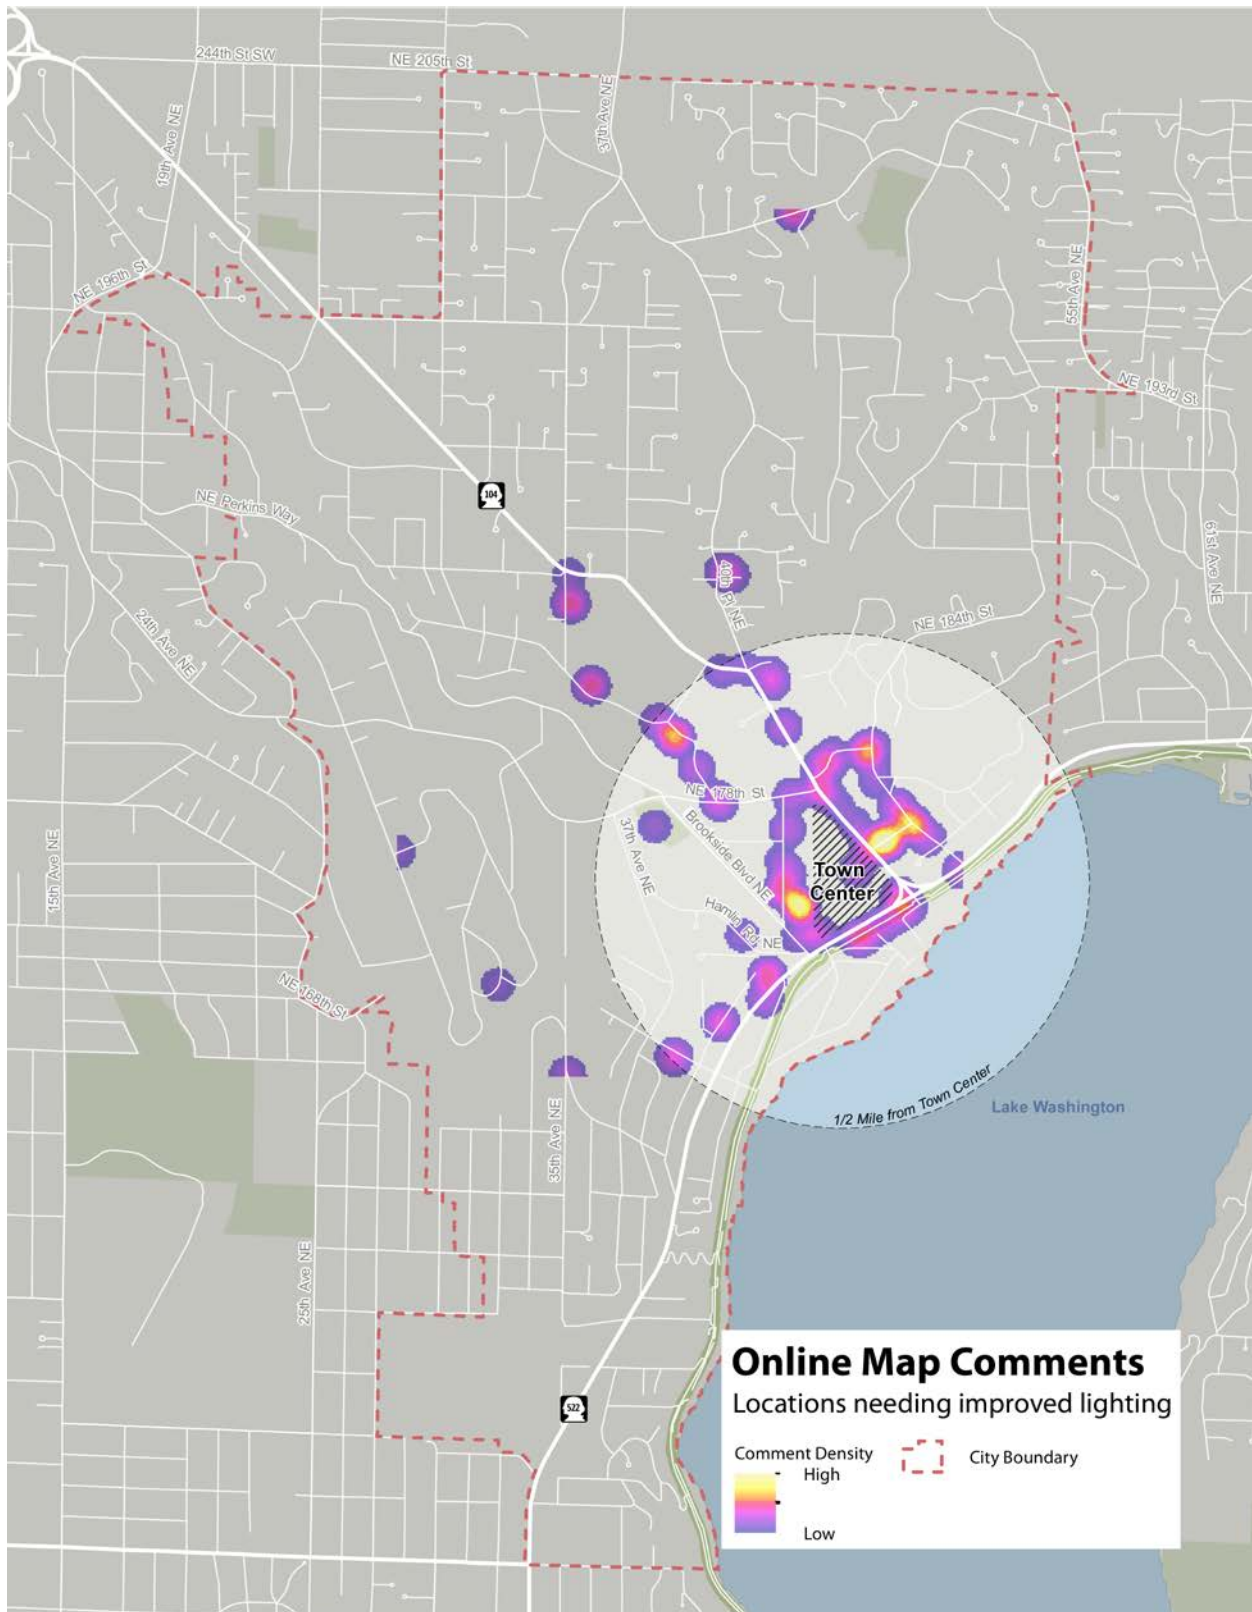 244th St SW
NE 205th St
37th Ave NE
19th Ave NE
NE 196th St
55th Ave NE
NE 193rd St
104
NE Perkins Way
61st Ave NE
40th Pl NE
24th Ave NE
NE 184th St
NE 178th St
Brookside Blvd NE
37th Ave NE
15th Ave NE
Town
Center
Hamlin Rd NE
NE 168th St
1/2 Mile from Town Center
Lake Washington
35th Ave NE
25th Ave NE
522
Online Map Comments
Locations needing improved lighting
Comment Density
High
Low
City Boundary